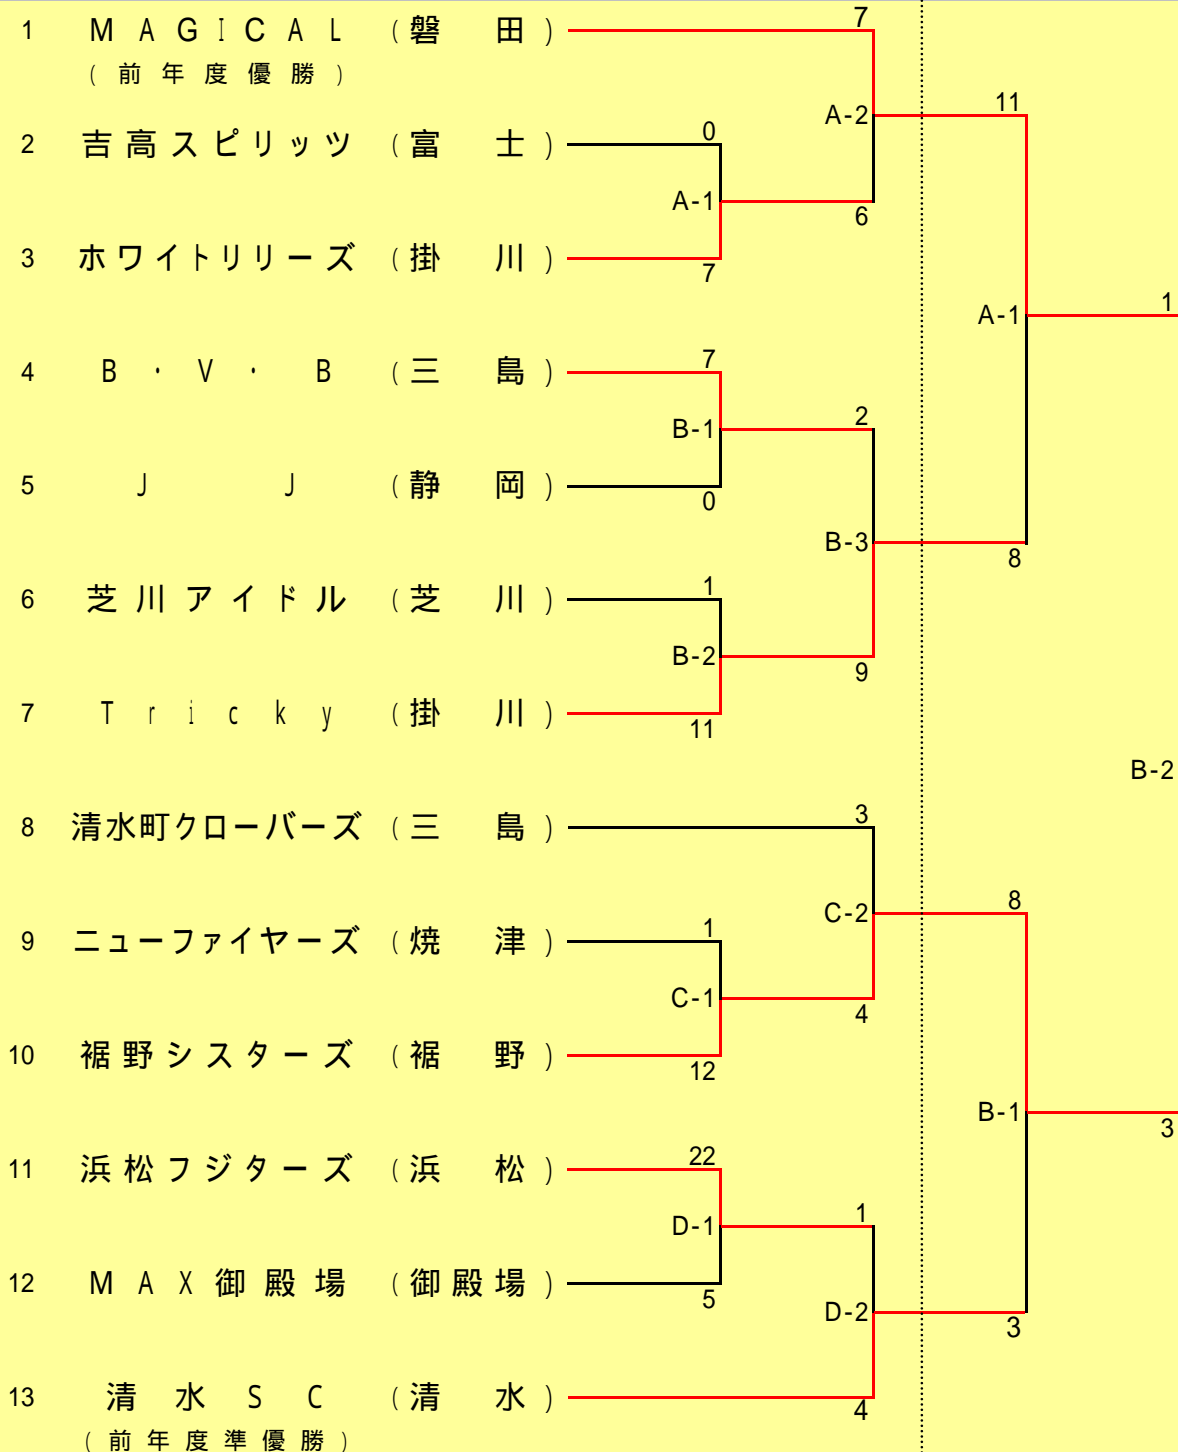 1 MAGICAL (磐田) 7
(前年度優勝)
A-2 11
2 吉高スピリッツ (富士) 0
A-1 6
3 ホワイトリリーズ (掛川) 7
A-1 1
4 B・V・B (三島) 7
B-1 2
5 JJ (静岡) 0
B-3 8
6 芝川アイドル (芝川) 1
B-2 9
7 Tricky (掛川) 11
B-2
8 清水町クローバーズ (三島) 3
C-2 8
9 ニューファイヤーズ (焼津) 1
C-1 4
10 裾野シスターズ (裾野) 12
B-1 3
11 浜松フジターズ (浜松) 22
D-1 1
12 MAX御殿場 (御殿場) 5
D-2 3
13 清水SC (清水) 4
(前年度準優勝)